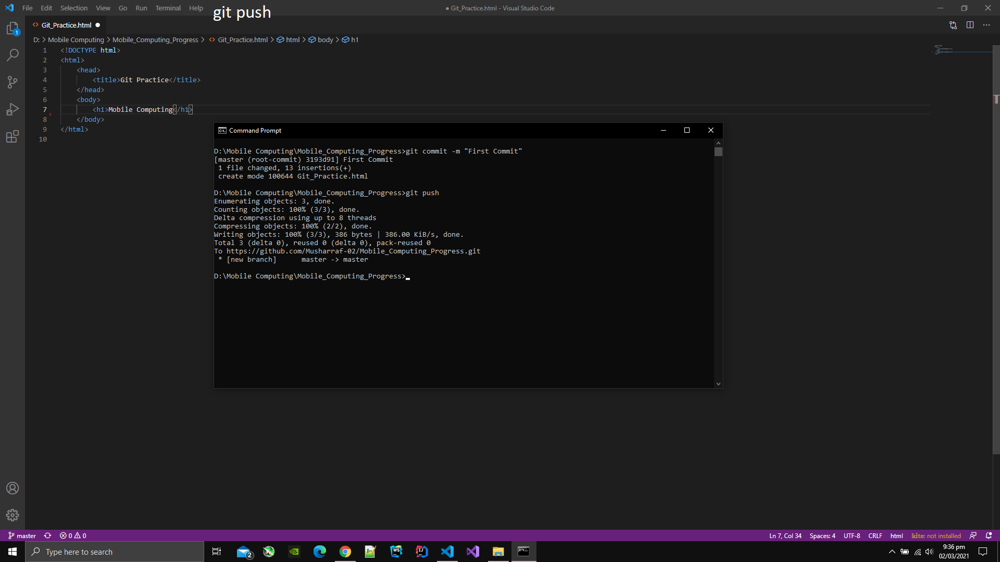 File Edit Selection View Go Run Terminal Help
git push
● Git_Practice.html - Visual Studio Code
Git_Practice.html ●
D: > Mobile Computing > Mobile_Computing_Progress > <> Git_Practice.html > html > body > h1
1 <!DOCTYPE html>
2 <html>
3 <head>
4 <title>Git Practice</title>
5 </head>
6 <body>
7 <h1>Mobile Computing</h1>
8 </body>
9 </html>
10
1
Command Prompt
D:\Mobile Computing\Mobile_Computing_Progress>git commit -m "First Commit"
[master (root-commit) 3193d91] First Commit
1 file changed, 13 insertions(+)
create mode 100644 Git_Practice.html
D:\Mobile Computing\Mobile_Computing_Progress>git push
Enumerating objects: 3, done.
Counting objects: 100% (3/3), done.
Delta compression using up to 8 threads
Compressing objects: 100% (2/2), done.
Writing objects: 100% (3/3), 386 bytes | 386.00 KiB/s, done.
Total 3 (delta 0), reused 0 (delta 0), pack-reused 0
To https://github.com/Musharraf-02/Mobile_Computing_Progress.git
* [new branch] master -> master
D:\Mobile Computing\Mobile_Computing_Progress>
master 0 0 Ln 7, Col 34 Spaces: 4 UTF-8 CRLF html kite: not installed
Type here to search
2
WS
IJ
9:36 pm
02/03/2021